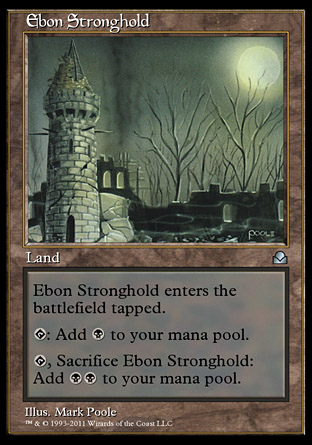 Ebon Stronghold
POOLE
Land
Ebon Stronghold enters the
battlefield tapped.
: Add to your mana pool.
, Sacrifice Ebon Stronghold:
Add to your mana pool.
Illus. Mark Poole
™ & © 1993-2011 Wizards of the Coast LLC